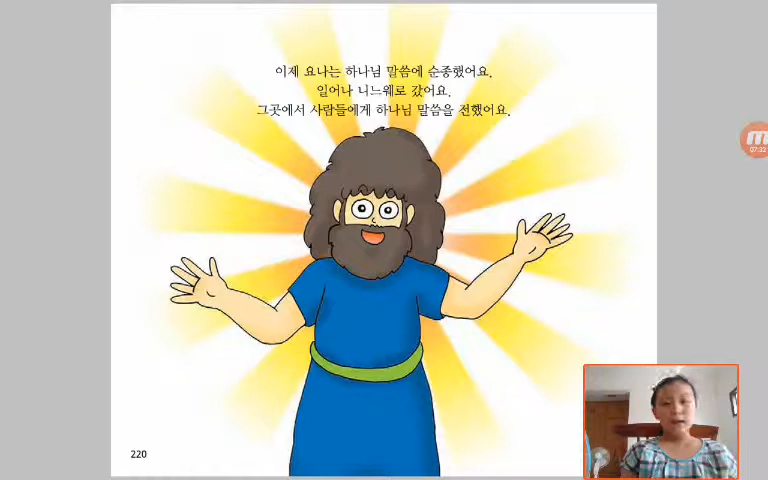 이제 요나는 하나님 말씀에 순종했어요.
일어나 니느웨로 갔어요.
그곳에서 사람들에게 하나님 말씀을 전했어요.
07:32
220